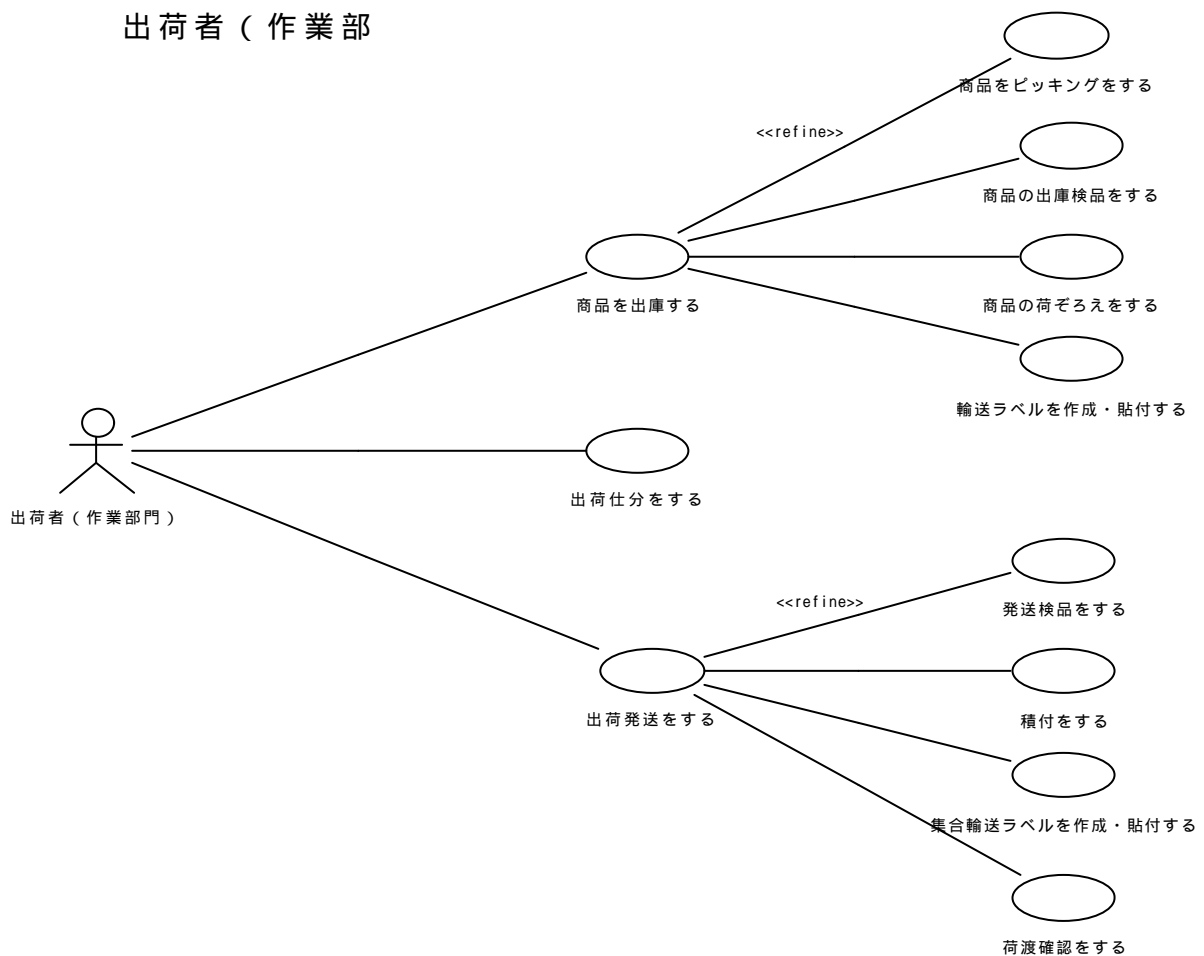 出荷者(作業部
商品をピッキングをする
<<refine>>
商品の出庫検品をする
商品を出庫する
商品の荷ぞろえをする
輸送ラベルを作成・貼付する
出荷仕分をする
出荷者(作業部門)
<<refine>>
発送検品をする
出荷発送をする
積付をする
集合輸送ラベルを作成・貼付する
荷渡確認をする